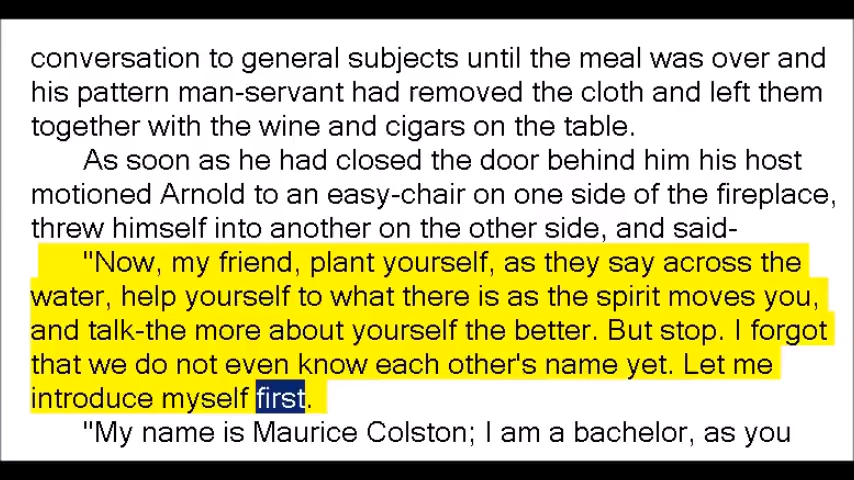 conversation to general subjects until the meal was over and
his pattern man-servant had removed the cloth and left them
together with the wine and cigars on the table.
As soon as he had closed the door behind him his host
motioned Arnold to an easy-chair on one side of the fireplace,
threw himself into another on the other side, and said-
"Now, my friend, plant yourself, as they say across the
water, help yourself to what there is as the spirit moves you,
and talk-the more about yourself the better. But stop. I forgot
that we do not even know each other's name yet. Let me
introduce myself first.
"My name is Maurice Colston; I am a bachelor, as you